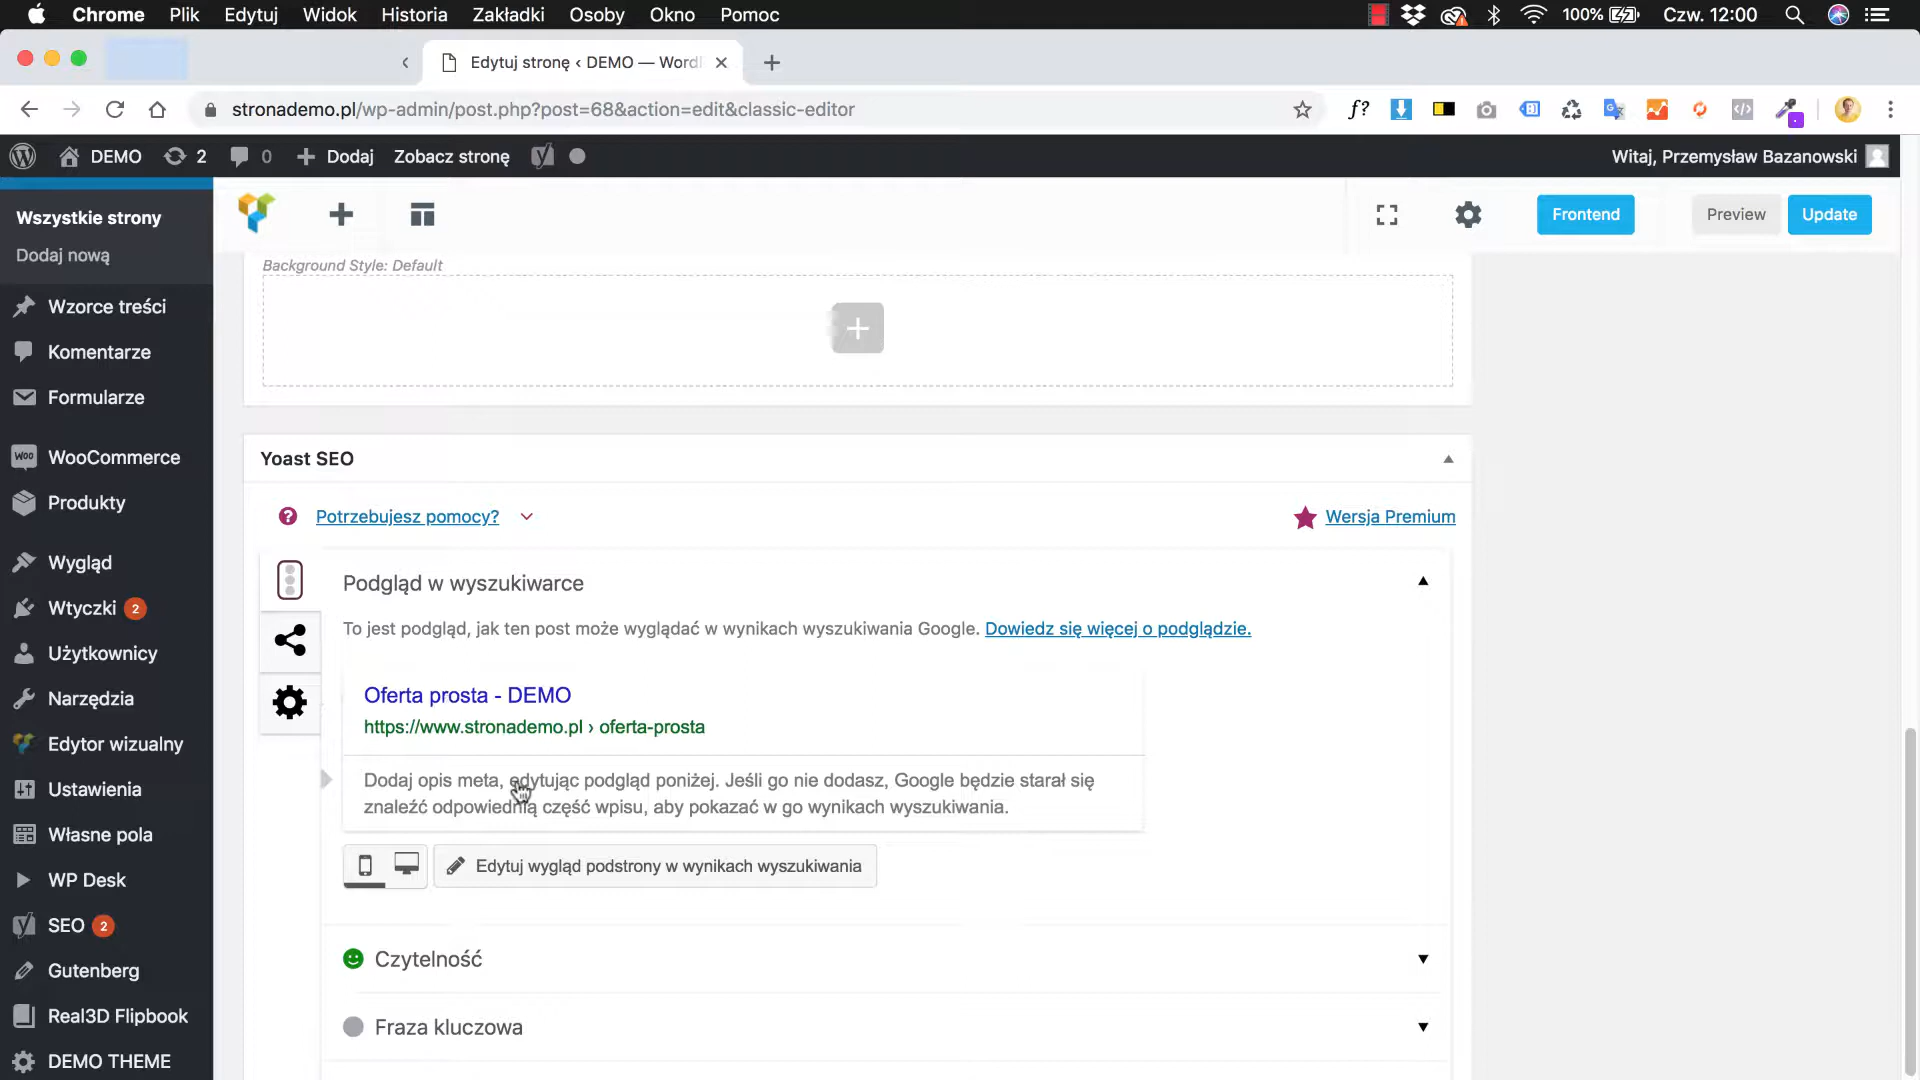 Chrome Plik Edytuj Widok Historia Zakładki Osoby Okno Pomoc
100% Czw. 12:00
Edytuj stronę ‹ DEMO — Word
stronademo.pl/wp-admin/post.php?post=68&action=edit&classic-editor
f?
DEMO 2 0 Dodaj Zobacz stronę
Witaj, Przemysław Bazanowski
Wszystkie strony
Dodaj nową
Wzorce treści
Komentarze
Formularze
WooCommerce
Produkty
Wygląd
Wtyczki 2
Użytkownicy
Narzędzia
Edytor wizualny
Ustawienia
Własne pola
WP Desk
SEO 2
Gutenberg
Real3D Flipbook
DEMO THEME
Frontend
Preview
Update
Background Style: Default
Yoast SEO
Potrzebujesz pomocy?
Wersja Premium
Podgląd w wyszukiwarce
To jest podgląd, jak ten post może wyglądać w wynikach wyszukiwania Google. Dowiedz się więcej o podglądzie.
Oferta prosta - DEMO
https://www.stronademo.pl › oferta-prosta
Dodaj opis meta, edytując podgląd poniżej. Jeśli go nie dodasz, Google będzie starał się
znaleźć odpowiednią część wpisu, aby pokazać w go wynikach wyszukiwania.
Edytuj wygląd podstrony w wynikach wyszukiwania
Czytelność
Fraza kluczowa